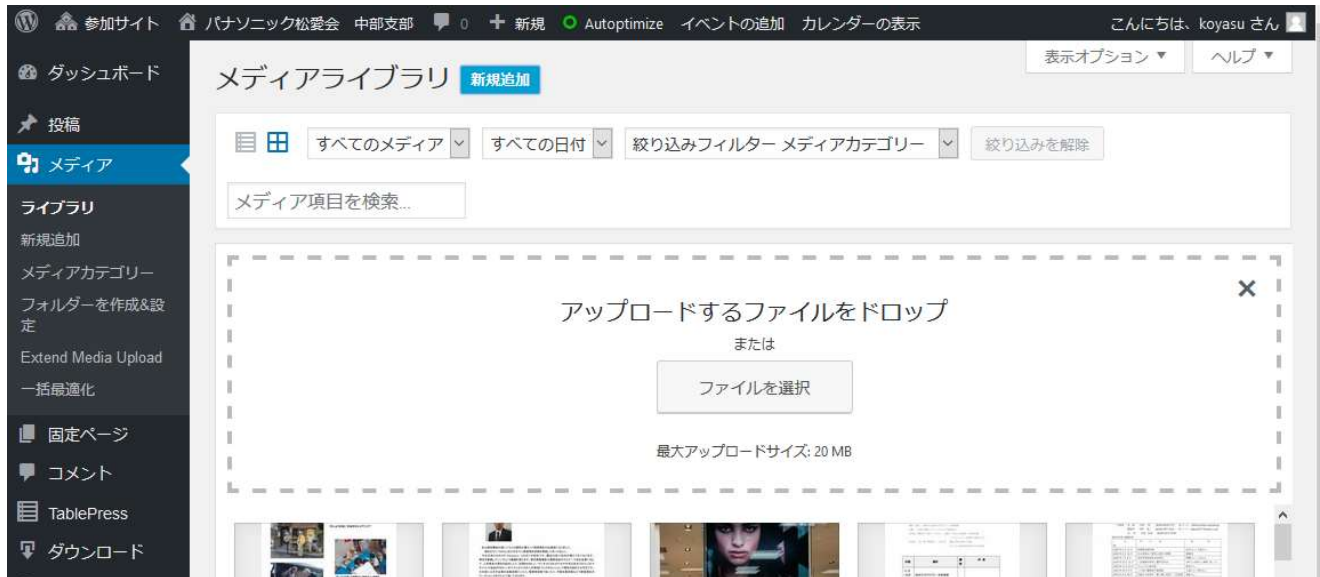 参加サイト パナソニック松愛会 中部支部 0 新規 Autoptimize イベントの追加 カレンダーの表示 こんにちは、koyasu さん
表示オプション ヘルプ
ダッシュボード
投稿
メディア
ライブラリ
新規追加
メディアカテゴリー
フォルダーを作成&設
定
Extend Media Upload
一括最適化
固定ページ
コメント
TablePress
ダウンロード
メディアライブラリ 新規追加
すべてのメディア すべての日付 絞り込みフィルター メディアカテゴリー 絞り込みを解除
メディア項目を検索...
アップロードするファイルをドロップ
または
ファイルを選択
最大アップロードサイズ: 20 MB